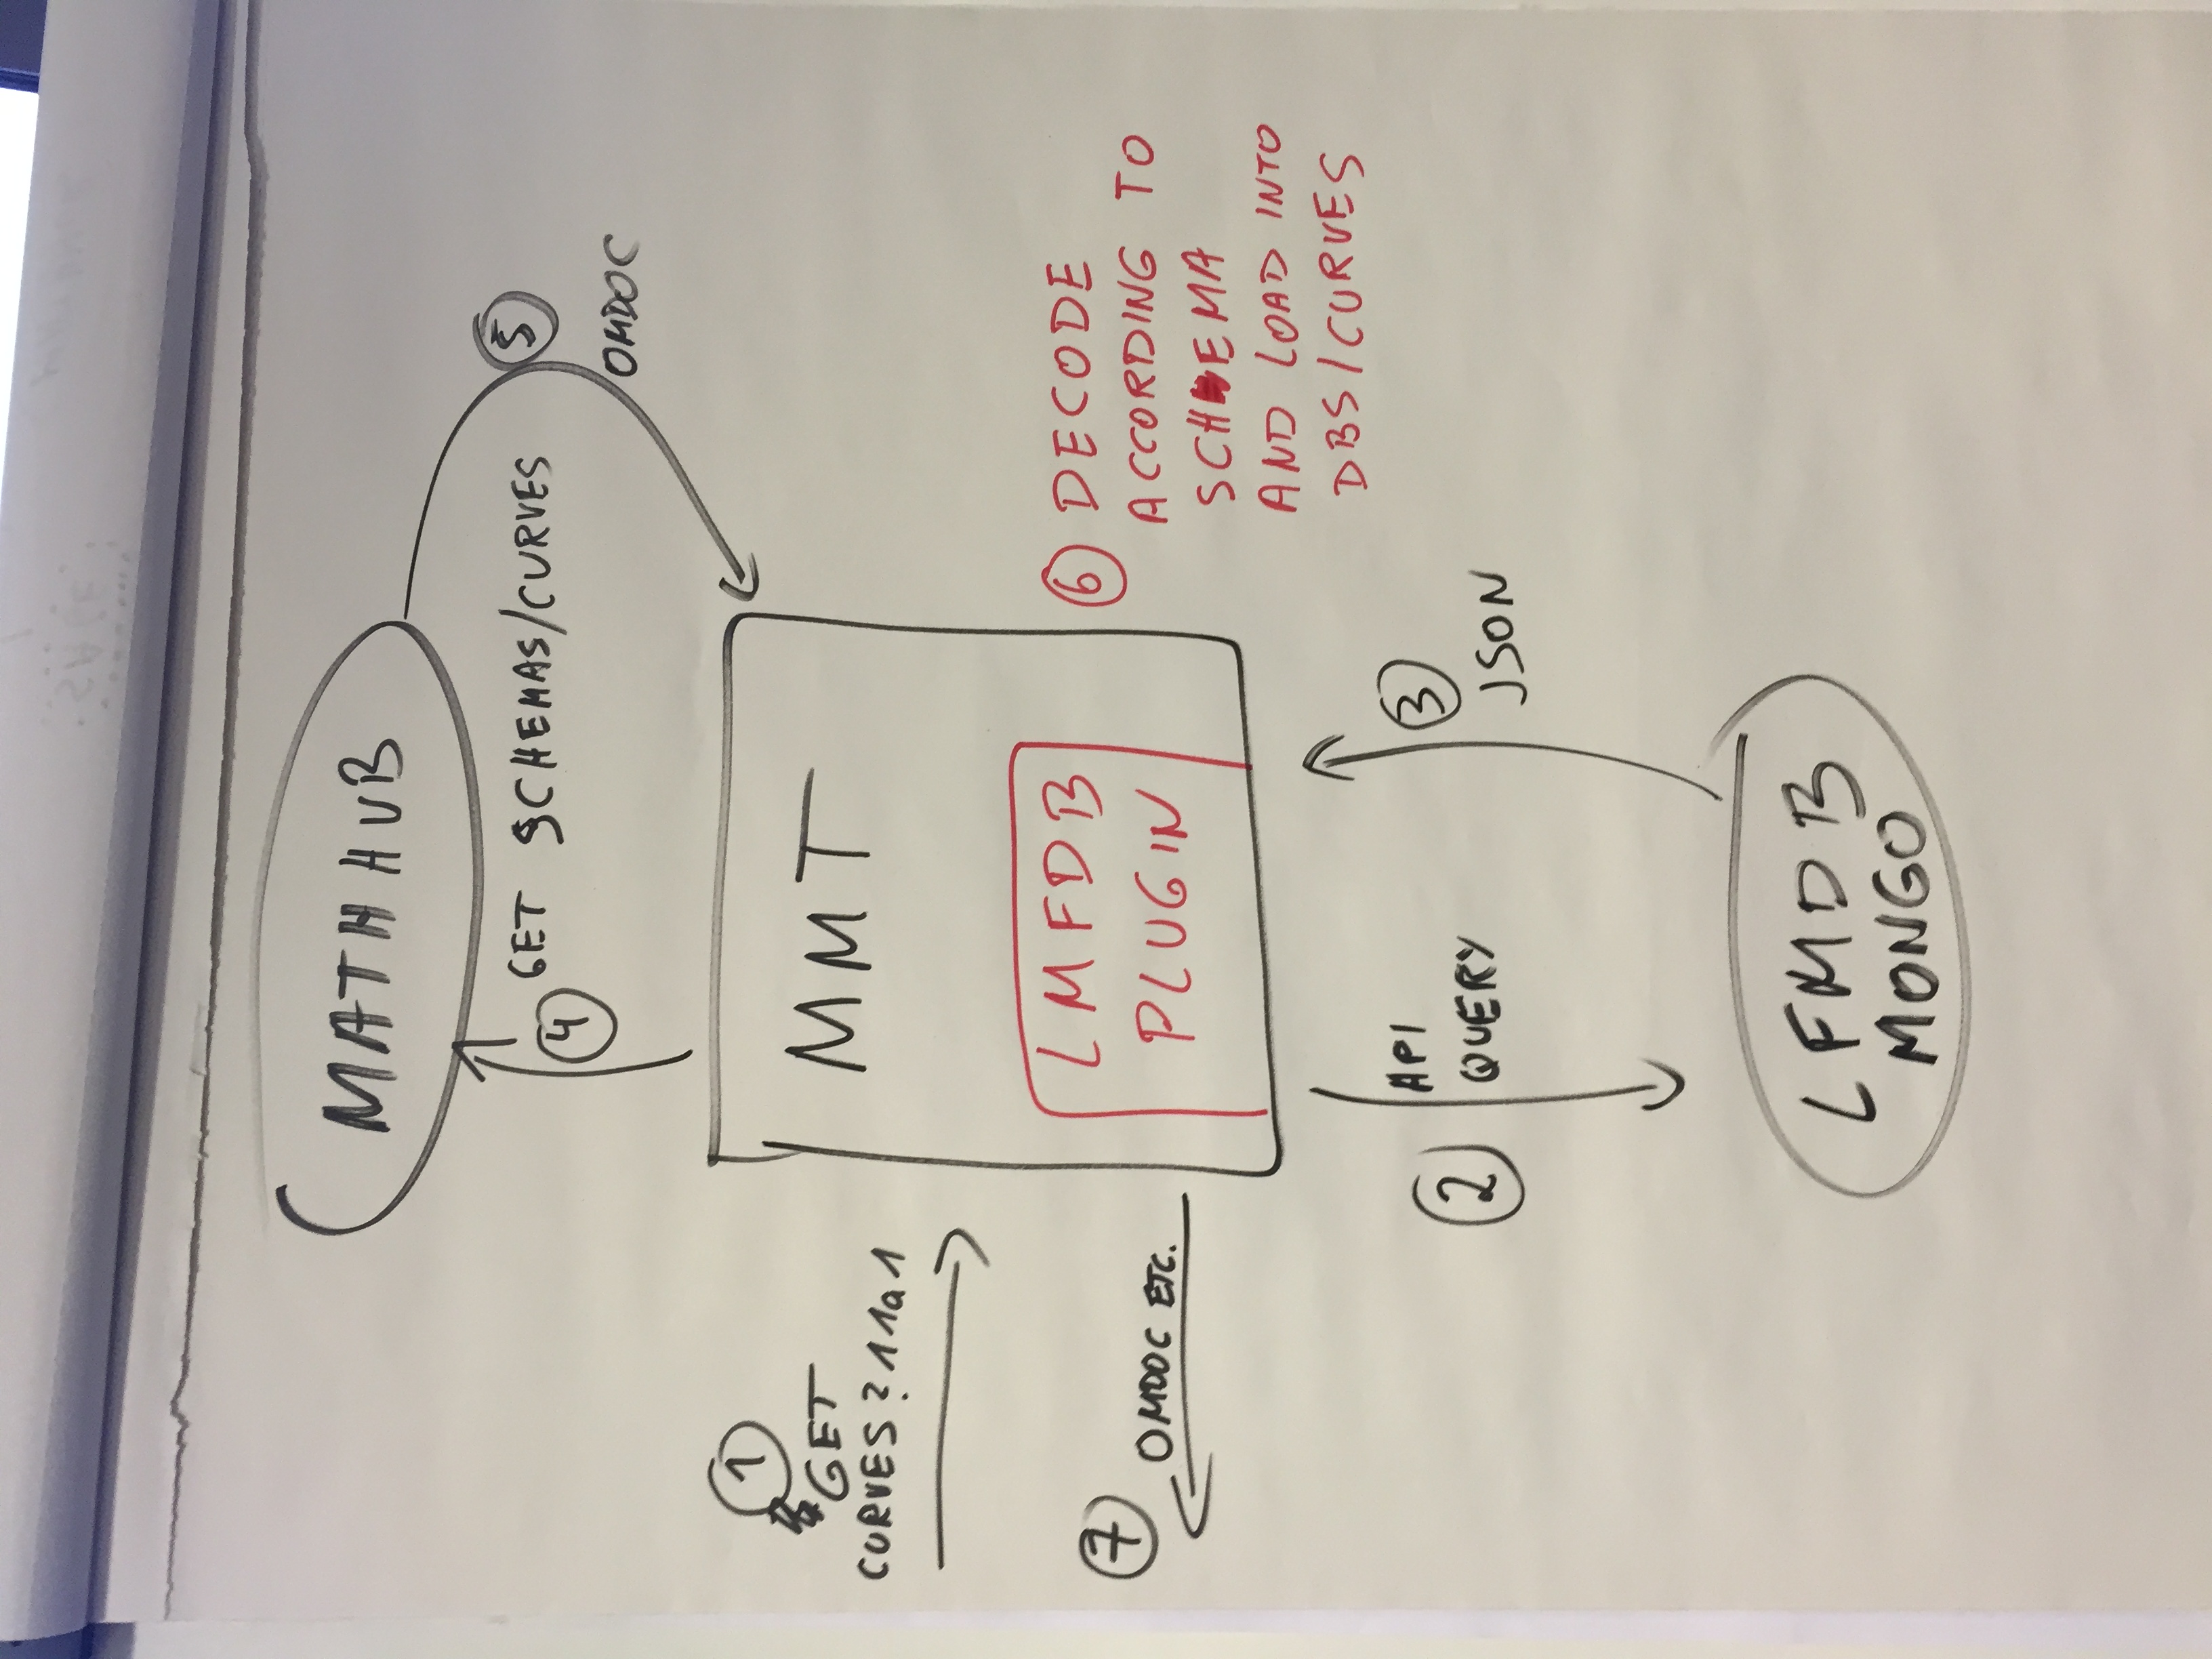 MATHHUB
5
OMDOC
4
GET SCHEMAS/CURVES
1
GET
CURVES?11a1
MMT
LMFDB
PLUGIN
6 DECODE
ACCORDING TO
SCHEMA
AND LOAD INTO
DBS/CURVES
7
OMDOC ETC.
2
API
QUERY
3
JSON
LFMDB
MONGO